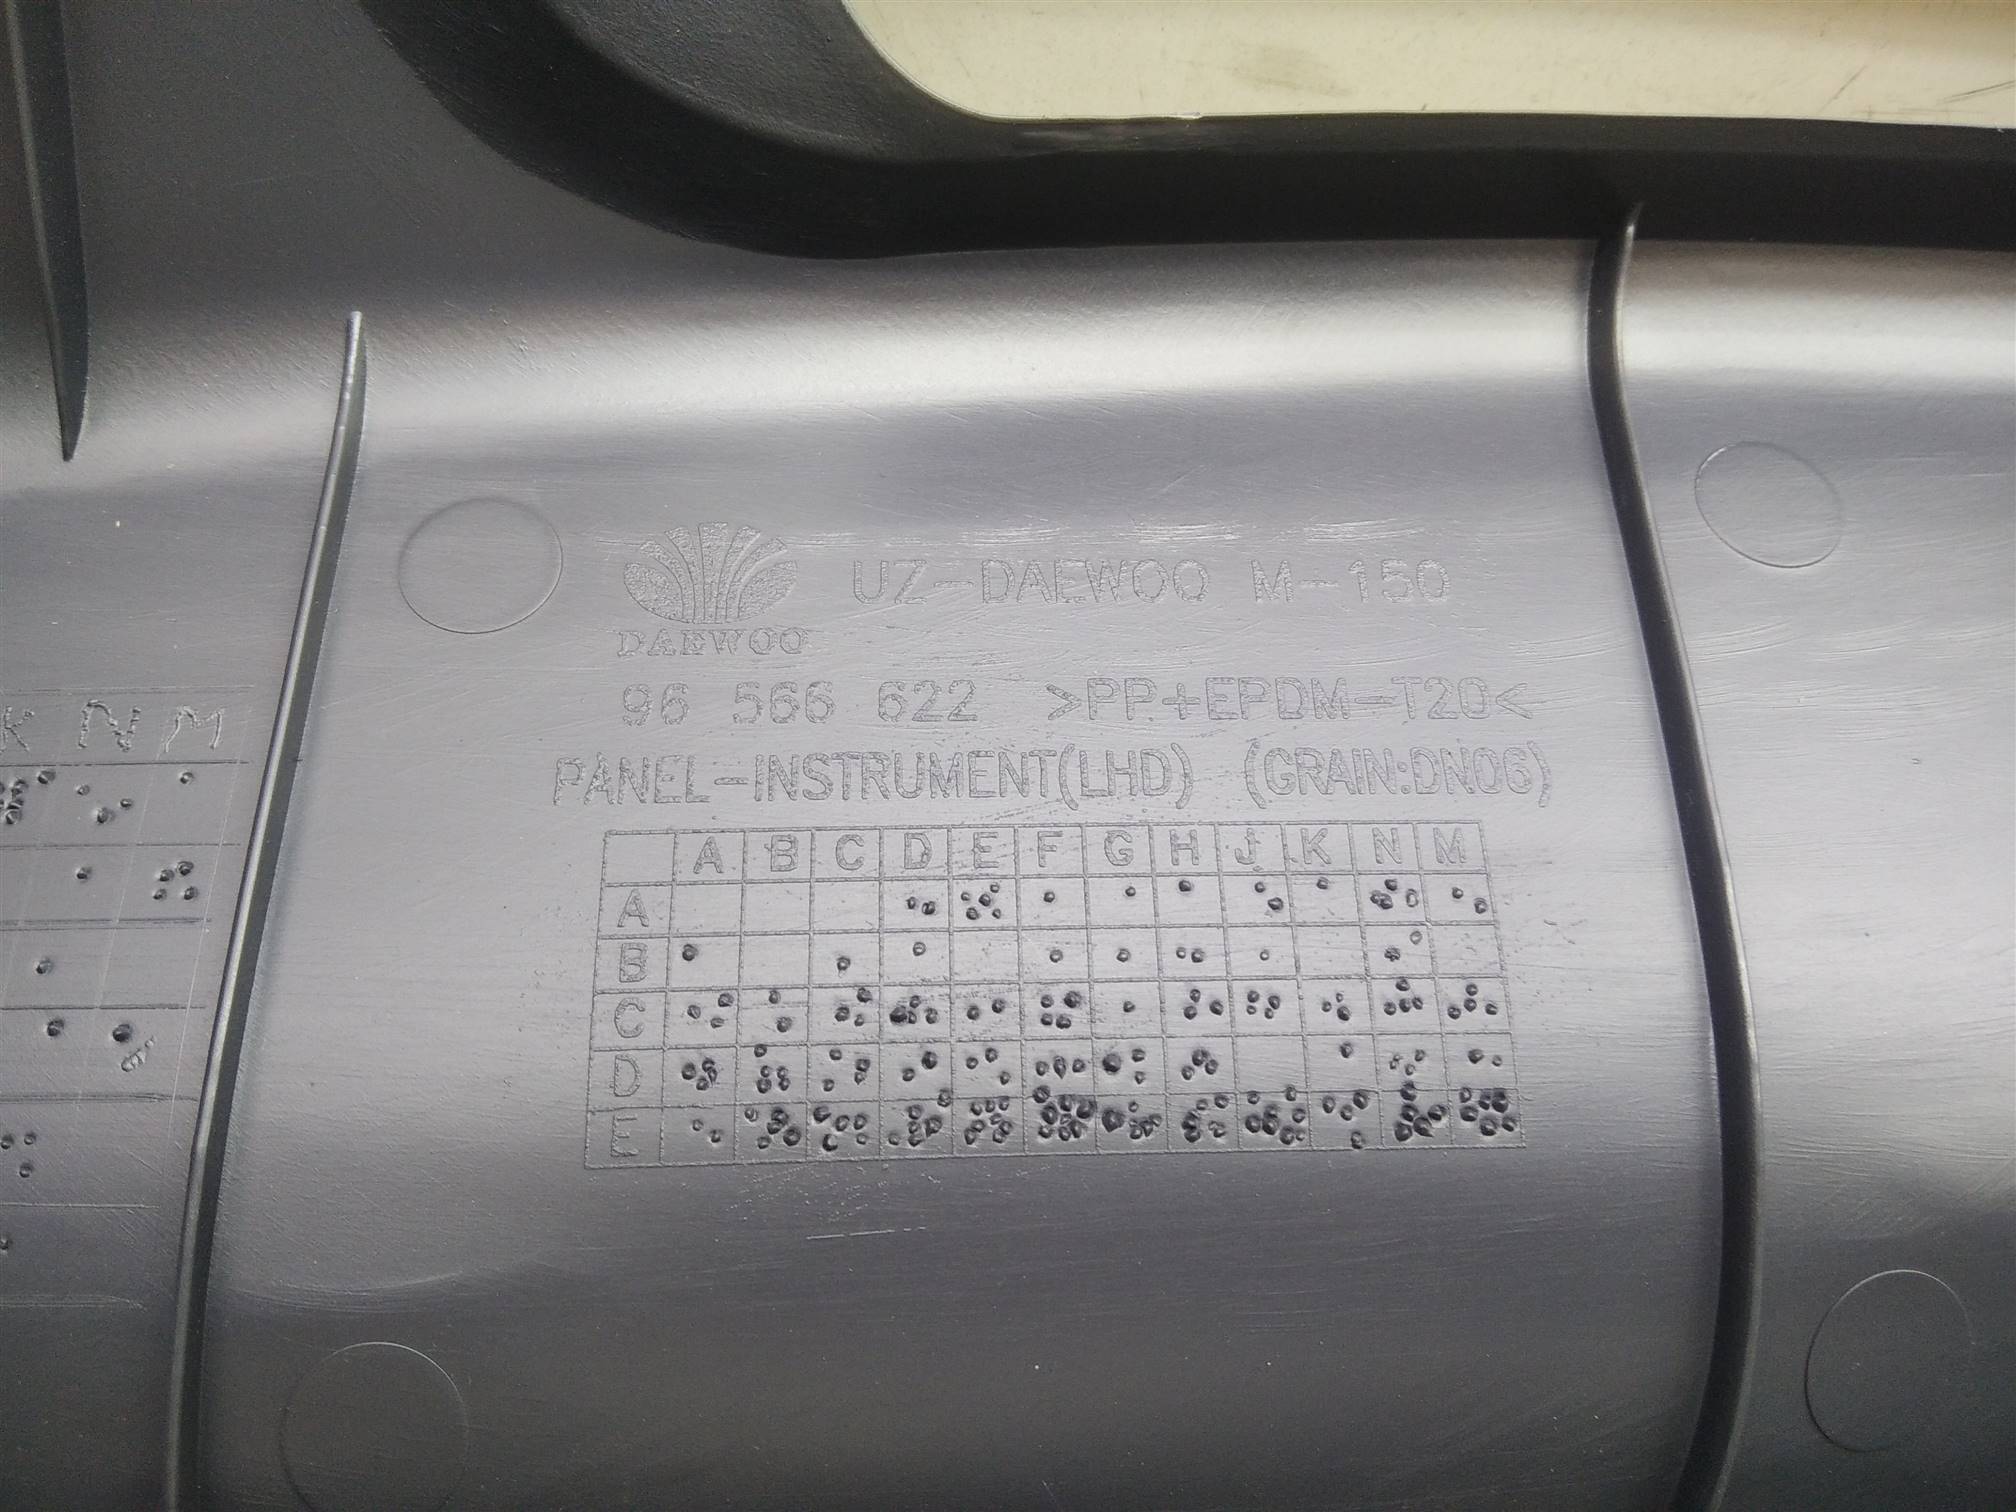 UZ-DAEWOO M-150
DAEWOO
96 566 622 >PP+EPDM-T20<
PANEL-INSTRUMENT(LHD) (GRAIN:DN06)
A B C D E F G H J K N M
A
B
C
D
E
K N M